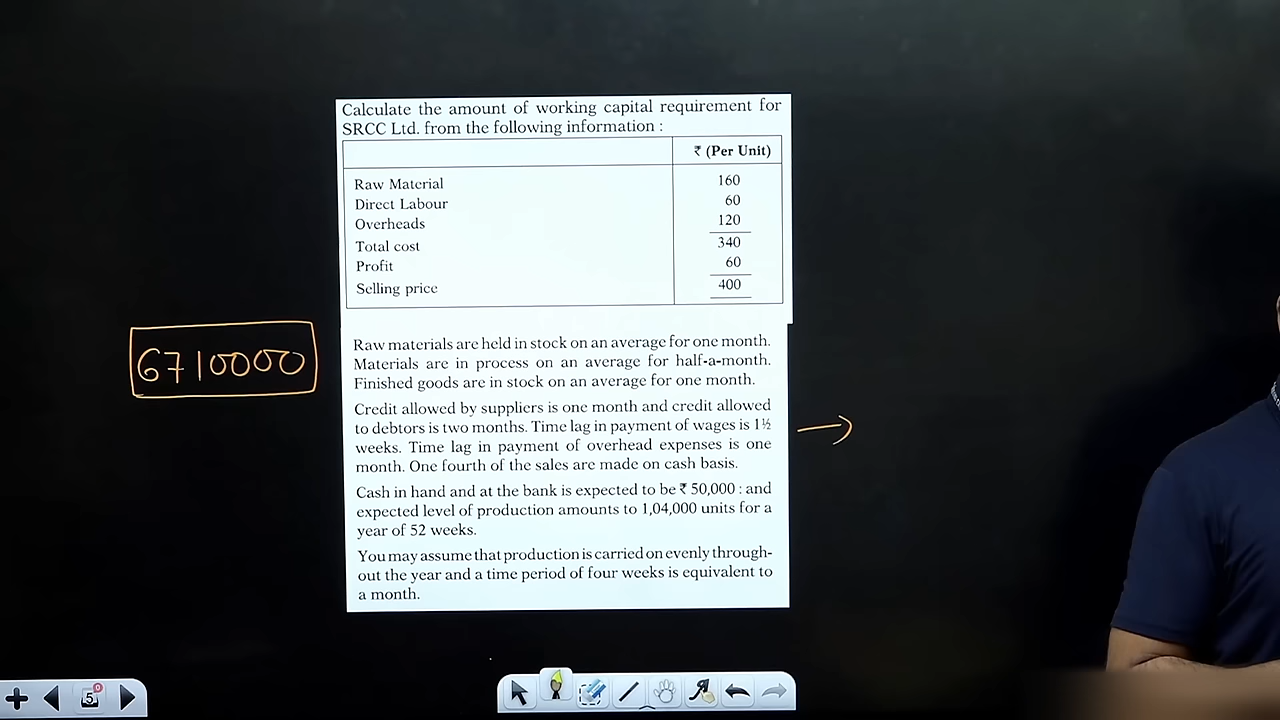 Calculate the amount of working capital requirement for
SRCC Ltd. from the following information :
₹ (Per Unit)
Raw Material 160
Direct Labour 60
Overheads 120
Total cost 340
Profit 60
Selling price 400
6710000
Raw materials are held in stock on an average for one month.
Materials are in process on an average for half-a-month.
Finished goods are in stock on an average for one month.
Credit allowed by suppliers is one month and credit allowed
to debtors is two months. Time lag in payment of wages is 1½
weeks. Time lag in payment of overhead expenses is one
month. One fourth of the sales are made on cash basis.
Cash in hand and at the bank is expected to be ₹ 50,000 : and
expected level of production amounts to 1,04,000 units for a
year of 52 weeks.
You may assume that production is carried on evenly through-
out the year and a time period of four weeks is equivalent to
a month.
5